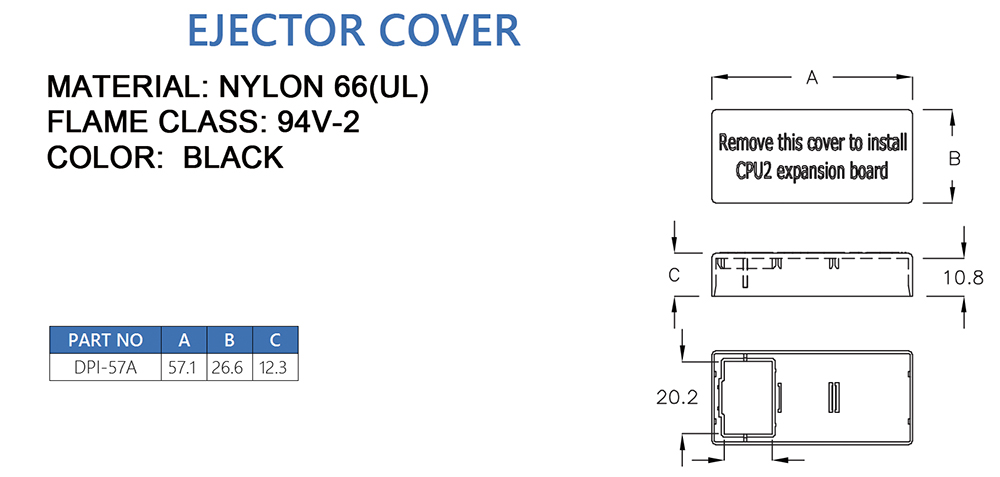 EJECTOR COVER
MATERIAL: NYLON 66(UL)
FLAME CLASS: 94V-2
COLOR: BLACK
A
Remove this cover to install
CPU2 expansion board
B
C
10.8
PART NO A B C
DPI-57A 57.1 26.6 12.3
20.2